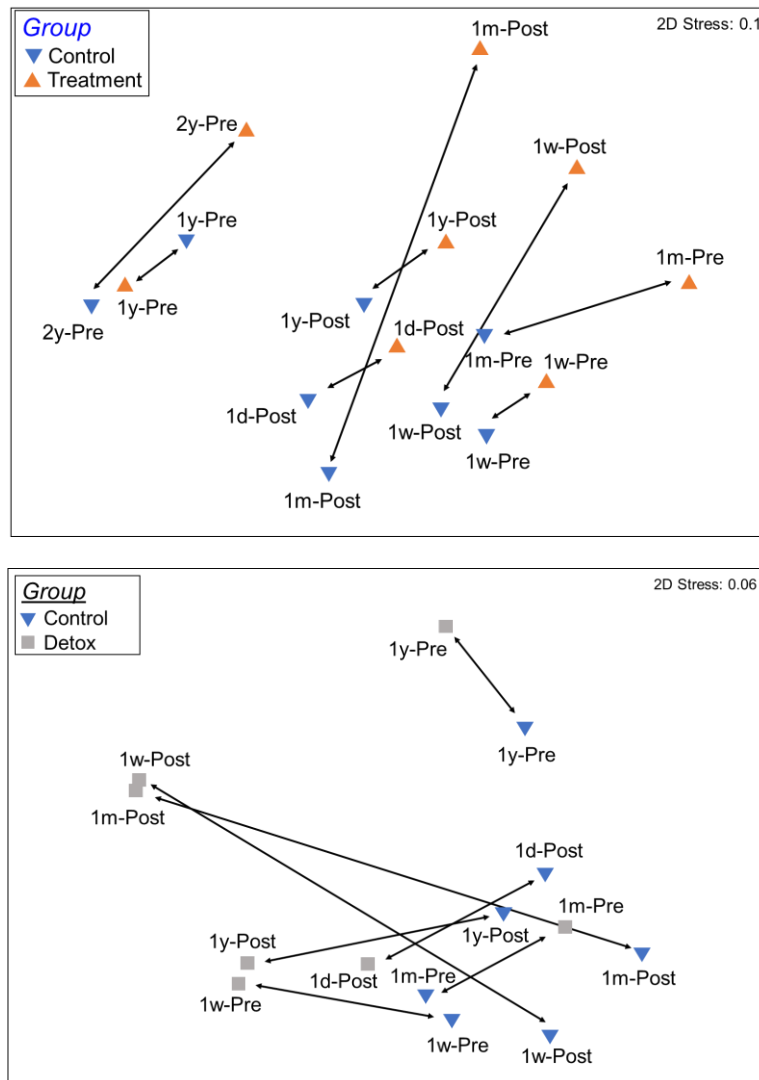 Group
Control
Treatment
2D Stress: 0.1
1m-Post
2y-Pre
1w-Post
1y-Pre
1y-Post
1m-Pre
2y-Pre
1y-Pre
1y-Post
1d-Post
1m-Pre
1w-Pre
1d-Post
1w-Post
1w-Pre
1m-Post
Group
Control
Detox
2D Stress: 0.06
1y-Pre
1y-Pre
1w-Post
1m-Post
1d-Post
1m-Pre
1y-Post
1y-Post
1d-Post
1m-Pre
1m-Post
1w-Pre
1w-Pre
1w-Post